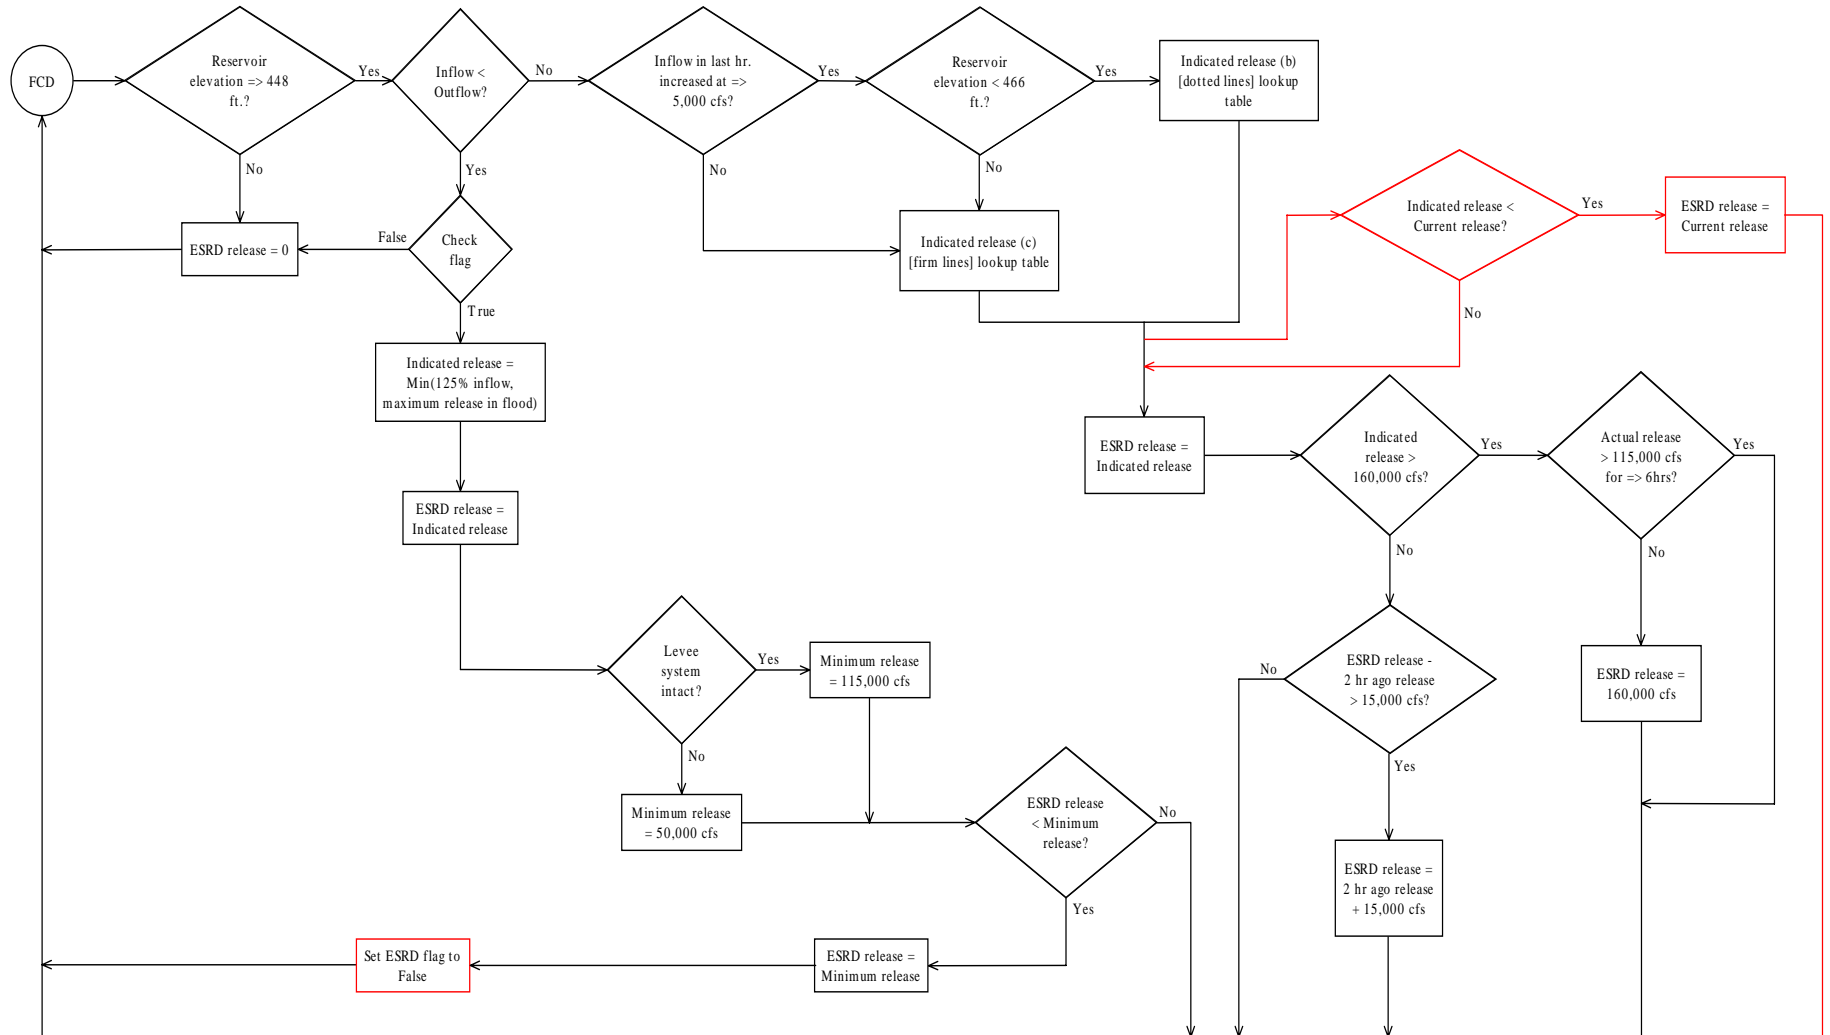 FCD
Reservoir
elevation => 448
ft.?
Yes
No
Inflow <
Outflow?
No
Yes
Inflow in last hr.
increased at =>
5,000 cfs?
Yes
No
Reservoir
elevation < 466
ft.?
Yes
No
Indicated release (b)
[dotted lines] lookup
table
ESRD release = 0
False
Check
flag
True
Indicated release (c)
[firm lines] lookup table
Indicated release <
Current release?
Yes
No
ESRD release =
Current release
Indicated release =
Min(125% inflow,
maximum release in flood)
ESRD release =
Indicated release
ESRD release =
Indicated release
Indicated
release >
160,000 cfs?
Yes
No
Actual release
> 115,000 cfs
for => 6hrs?
Yes
No
Levee
system
intact?
Yes
No
Minimum release
= 115,000 cfs
Minimum release
= 50,000 cfs
ESRD release
< Minimum
release?
No
Yes
No
ESRD release -
2 hr ago release
> 15,000 cfs?
Yes
ESRD release =
160,000 cfs
ESRD release =
2 hr ago release
+ 15,000 cfs
Set ESRD flag to
False
ESRD release =
Minimum release